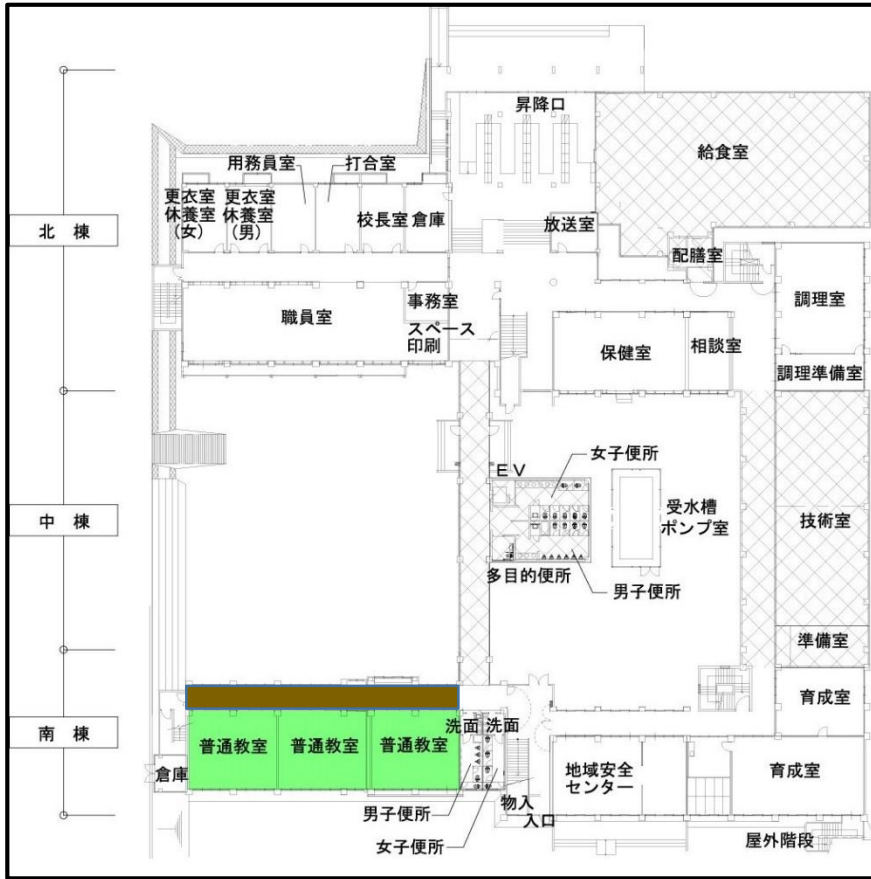 昇降口
給食室
用務員室
打合室
更衣室
休養室
（女）
更衣室
休養室
（男）
校長室
倉庫
放送室
配膳室
北 棟
職員室
事務室
スペース
印刷
保健室
相談室
調理室
調理準備室
ＥＶ
女子便所
中 棟
受水槽
ポンプ室
技術室
多目的便所
男子便所
準備室
育成室
南 棟
普通教室
普通教室
普通教室
洗面
洗面
倉庫
地域安全
センター
育成室
物入
入口
男子便所
女子便所
屋外階段